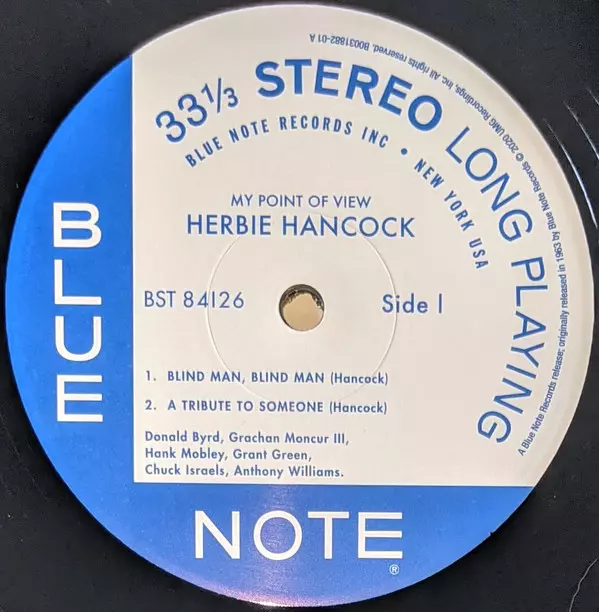 33⅓ STEREO LONG PLAYING
BLUE NOTE RECORDS INC • NEW YORK USA
A Blue Note Records release; originally released in 1963 by Blue Note Records © 2020 UMG Recordings, Inc. All rights reserved. B0031882-01 A
MY POINT OF VIEW
HERBIE HANCOCK
BST 84126
Side 1
1. BLIND MAN, BLIND MAN (Hancock)
2. A TRIBUTE TO SOMEONE (Hancock)
Donald Byrd, Grachan Moncur III,
Hank Mobley, Grant Green,
Chuck Israels, Anthony Williams.
BLUE
NOTE®